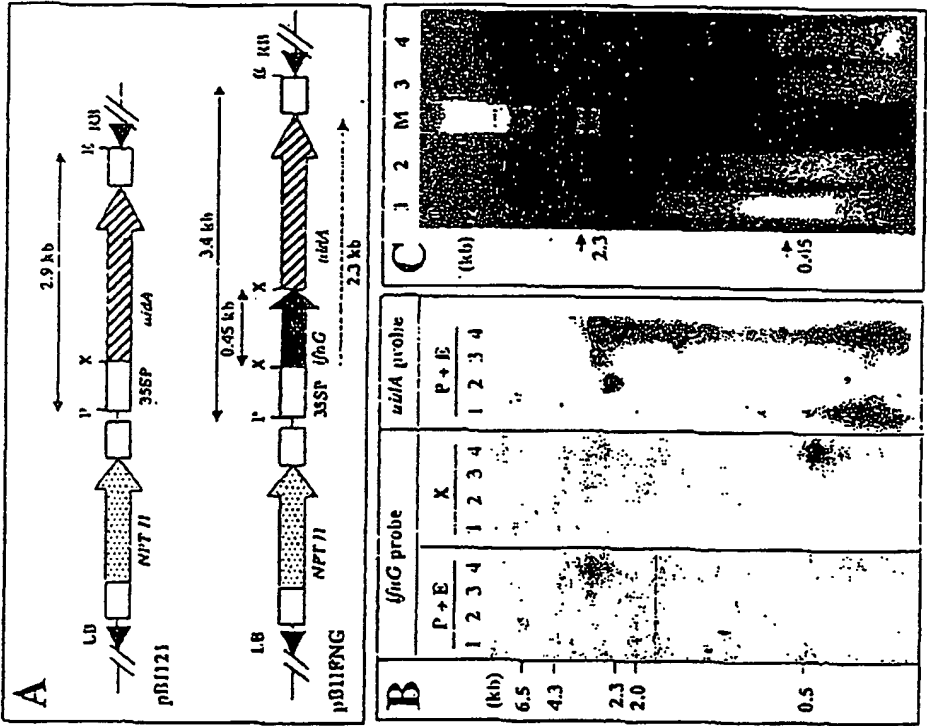 A
2.9 kb
LB P X E RB
NPT II 35SP uidA
pBI121
3.4 kb
0.45 kb
LB P X X E RB
NPT II 35SP ifnG uidA
2.3 kb
pBIIFNG
B
ifnG probe uidA probe
P + E X P + E
(kb) 1 2 3 4 1 2 3 4 1 2 3 4
6.5
4.3
2.3
2.0
0.5
C
(kb) 1 2 M 3 4
2.3
0.45